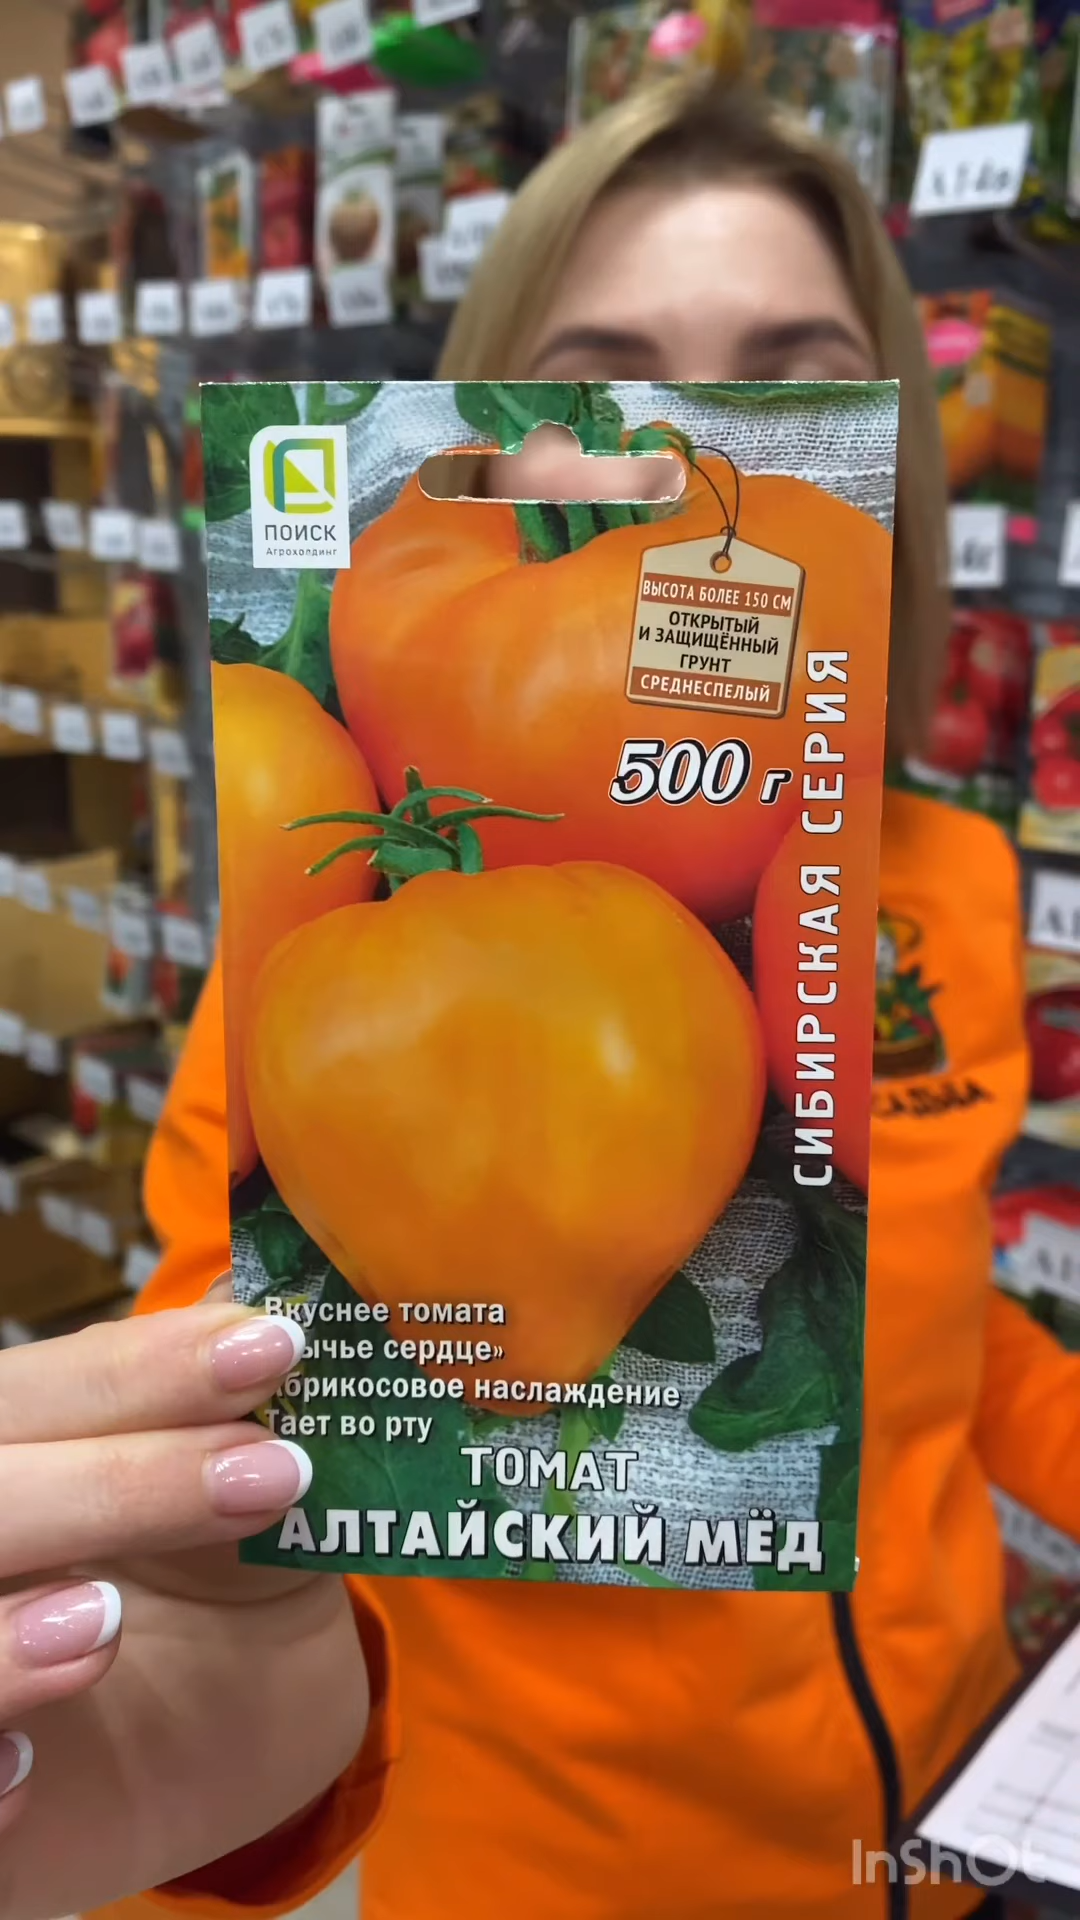 ПОИСК
Агрохолдинг
ВЫСОТА БОЛЕЕ 150 СМ
ОТКРЫТЫЙ
И ЗАЩИЩЁННЫЙ
ГРУНТ
СРЕДНЕСПЕЛЫЙ
500 г
СИБИРСКАЯ СЕРИЯ
Вкуснее томата
ычье сердце»
брикосовое наслаждение
Тает во рту
ТОМАТ
АЛТАЙСКИЙ МЁД
InShOt